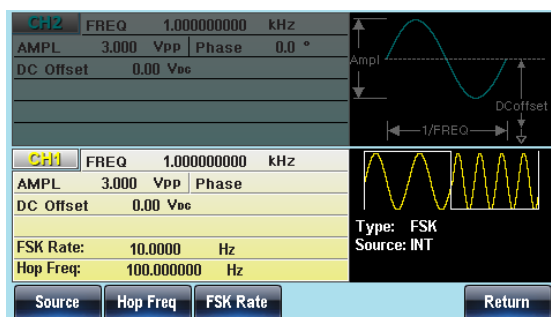 CH2 FREQ 1.000000000 kHz
AMPL 3.000 Vpp Phase 0.0 °
DC Offset 0.00 VDC
Ampl
DCoffset
1/FREQ
CH1 FREQ 1.000000000 kHz
AMPL 3.000 Vpp Phase
DC Offset 0.00 VDC
Type: FSK
Source: INT
FSK Rate: 10.0000 Hz
Hop Freq: 100.000000 Hz
Source Hop Freq FSK Rate Return